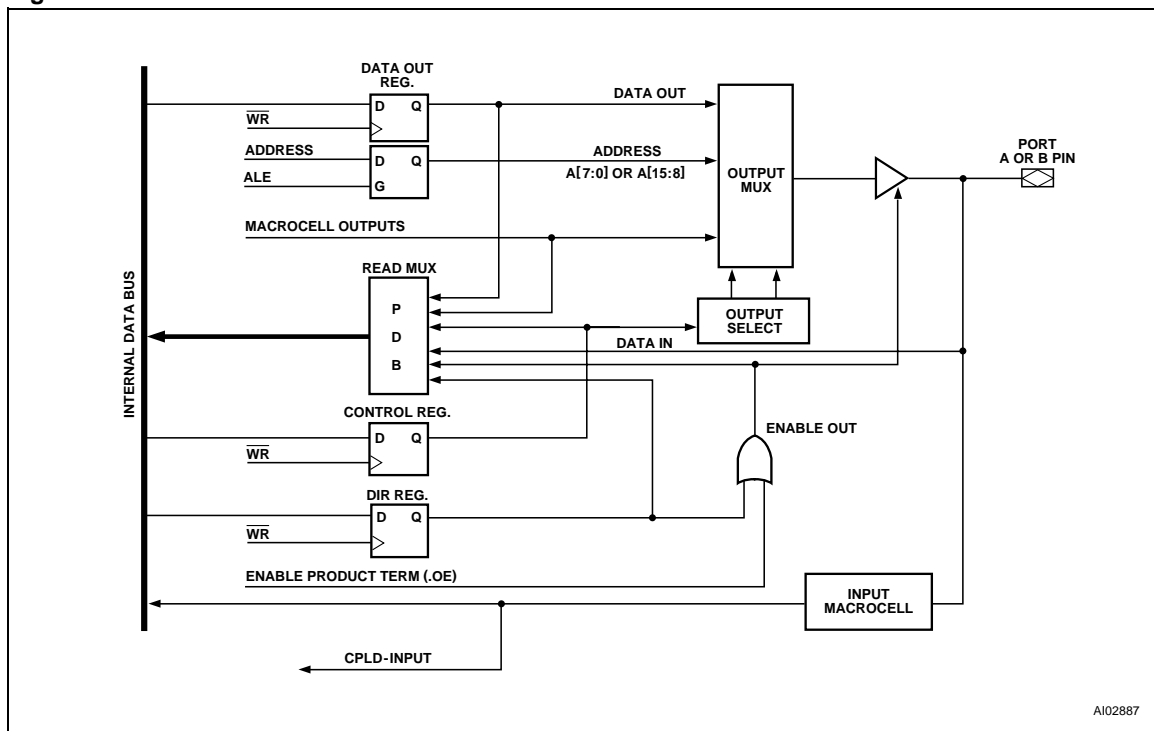 DATA OUT
REG.
D Q
WR
DATA OUT
ADDRESS
D Q
ALE
G
ADDRESS
A[7:0] OR A[15:8]
OUTPUT
MUX
PORT
A OR B PIN
MACROCELL OUTPUTS
READ MUX
P
D
B
OUTPUT
SELECT
DATA IN
INTERNAL DATA BUS
CONTROL REG.
D Q
WR
ENABLE OUT
DIR REG.
D Q
WR
ENABLE PRODUCT TERM (.OE)
INPUT
MACROCELL
CPLD-INPUT
AI02887